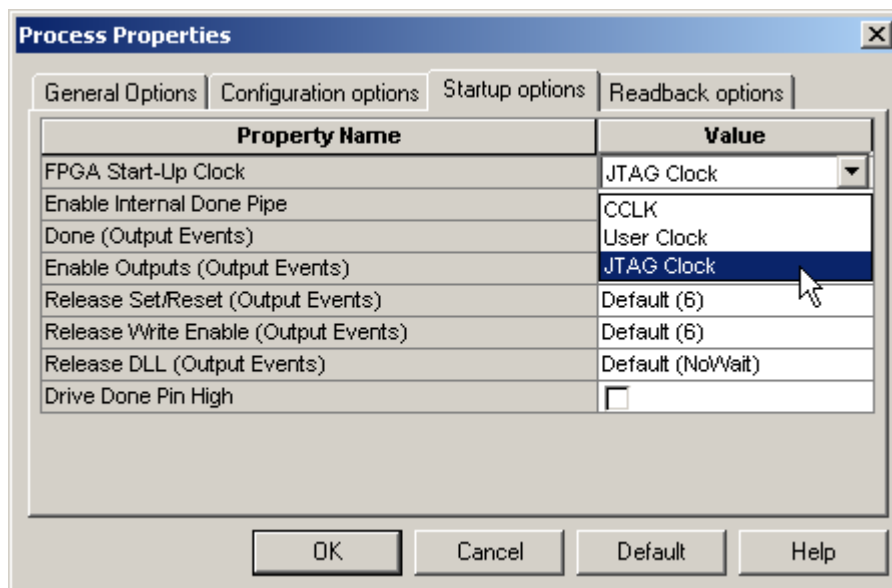 Process Properties
General Options Configuration options Startup options Readback options
Property Name Value
FPGA Start-Up Clock JTAG Clock
Enable Internal Done Pipe CCLK
Done (Output Events) User Clock
Enable Outputs (Output Events) JTAG Clock
Release Set/Reset (Output Events) Default (6)
Release Write Enable (Output Events) Default (6)
Release DLL (Output Events) Default (NoWait)
Drive Done Pin High
OK Cancel Default Help